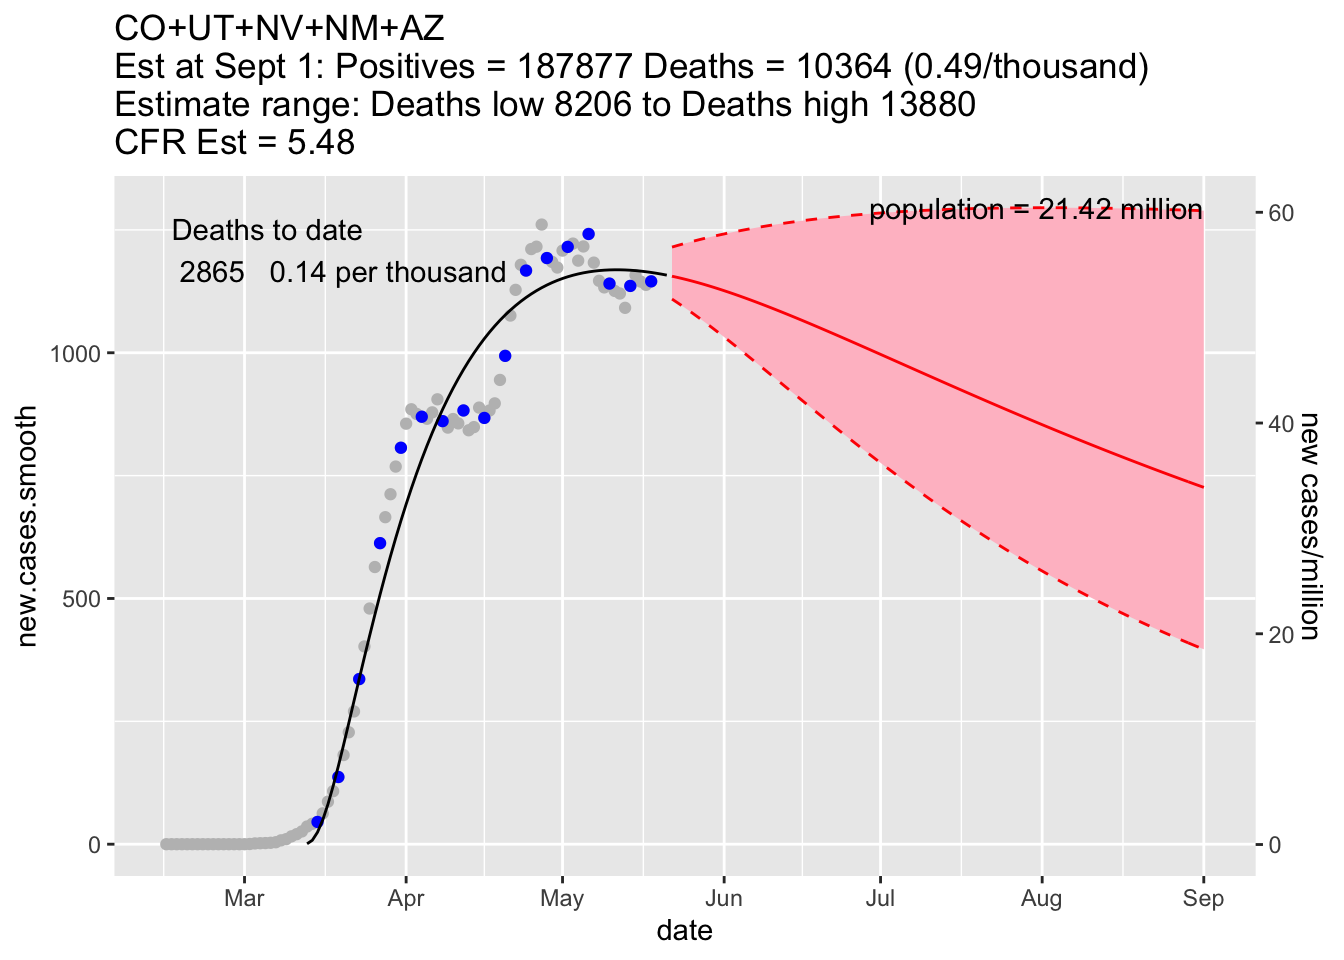 CO+UT+NV+NM+AZ
Est at Sept 1: Positives = 187877 Deaths = 10364 (0.49/thousand)
Estimate range: Deaths low 8206 to Deaths high 13880
CFR Est = 5.48
Deaths to date
2865 0.14 per thousand
population = 21.42 million
new.cases.smooth
1000
500
0
60
40
20
0
new cases/million
Mar Apr May Jun Jul Aug Sep
date